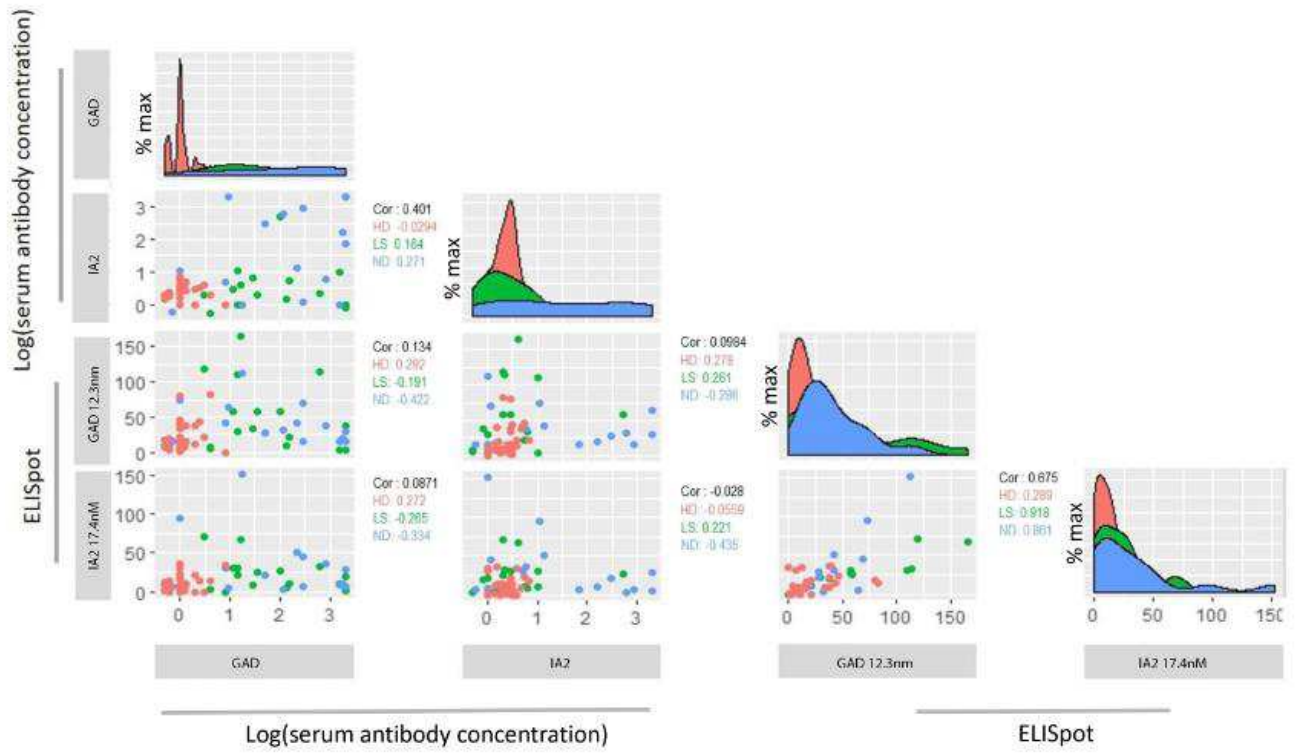 Log(serum antibody concentration)
ELISpot
GAD
% max
IA2
3
2
1
0
Cor : 0.401
HD: -0.0294
LS: 0.164
ND: 0.271
% max
GAD 12.3nm
150
100
50
0
Cor : 0.134
HD: 0.292
LS: -0.191
ND: -0.422
Cor : 0.0984
HD: 0.278
LS: 0.261
ND: -0.286
% max
IA2 17.4nM
150
100
50
0
Cor : 0.0871
HD: 0.272
LS: -0.265
ND: -0.334
Cor : -0.028
HD: -0.0559
LS: 0.221
ND: -0.435
Cor : 0.675
HD: 0.289
LS: 0.918
ND: 0.861
% max
0 1 2 3
0 1 2 3
0 50 100 150
0 50 100 150
GAD
IA2
GAD 12.3nm
IA2 17.4nM
Log(serum antibody concentration)
ELISpot